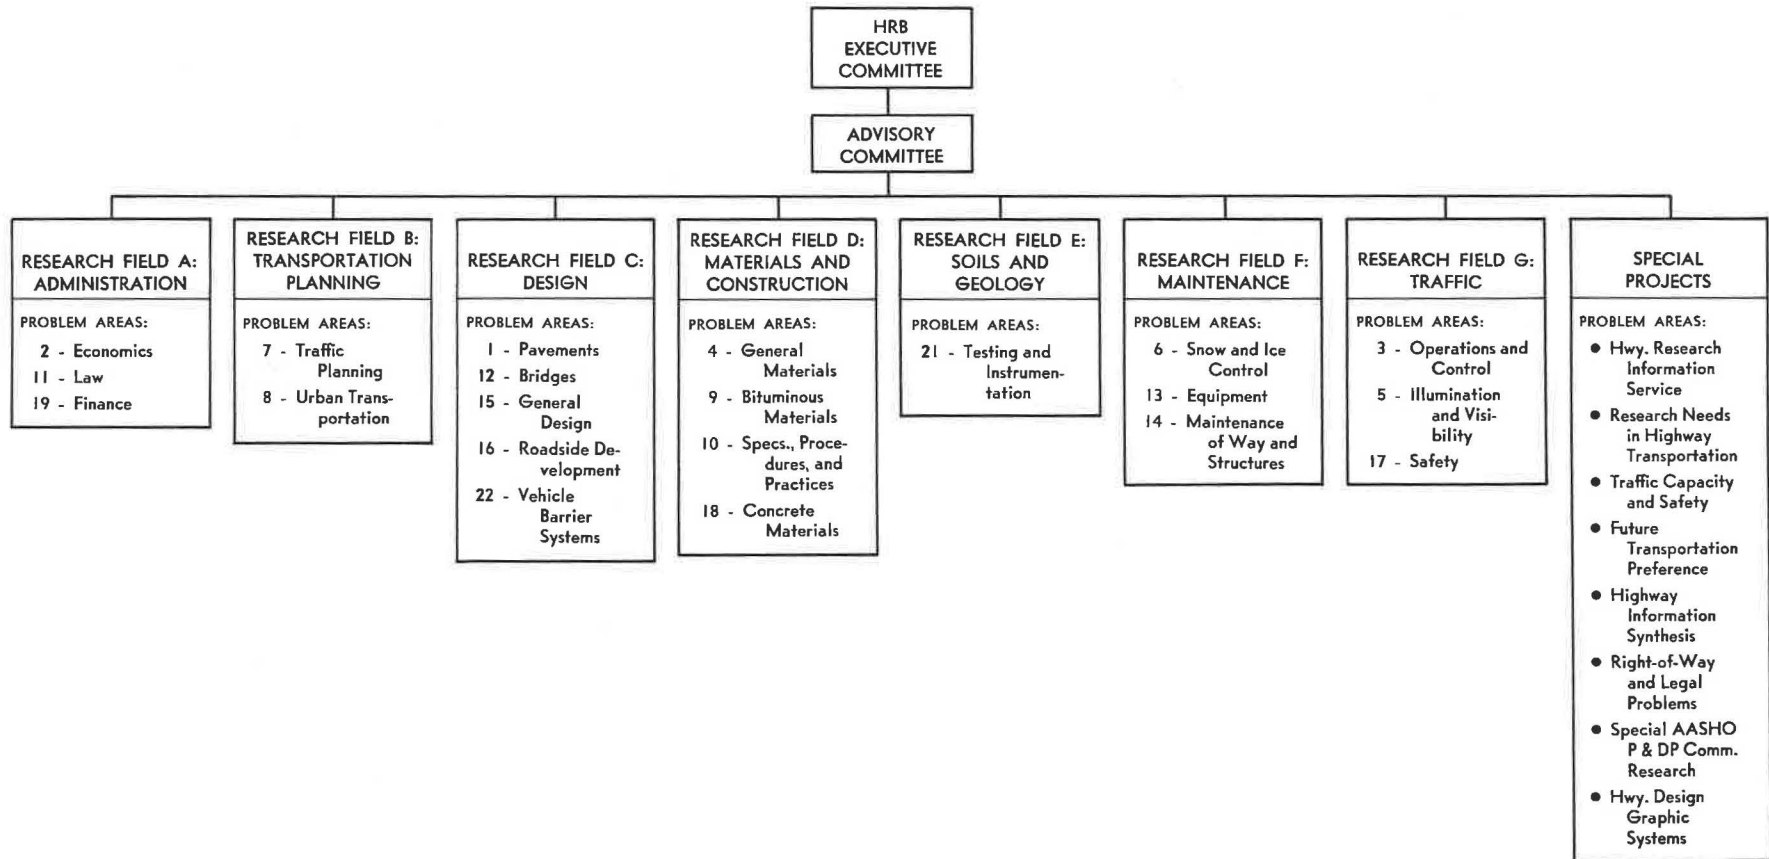 HRB
EXECUTIVE
COMMITTEE
ADVISORY
COMMITTEE
RESEARCH FIELD A:
ADMINISTRATION
PROBLEM AREAS:
2 - Economics
11 - Law
19 - Finance
RESEARCH FIELD B:
TRANSPORTATION
PLANNING
PROBLEM AREAS:
7 - Traffic
Planning
8 - Urban Trans-
portation
RESEARCH FIELD C:
DESIGN
PROBLEM AREAS:
1 - Pavements
12 - Bridges
15 - General
Design
16 - Roadside De-
velopment
22 - Vehicle
Barrier
Systems
RESEARCH FIELD D:
MATERIALS AND
CONSTRUCTION
PROBLEM AREAS:
4 - General
Materials
9 - Bituminous
Materials
10 - Specs., Proce-
dures, and
Practices
18 - Concrete
Materials
RESEARCH FIELD E:
SOILS AND
GEOLOGY
PROBLEM AREAS:
21 - Testing and
Instrumen-
tation
RESEARCH FIELD F:
MAINTENANCE
PROBLEM AREAS:
6 - Snow and Ice
Control
13 - Equipment
14 - Maintenance
of Way and
Structures
RESEARCH FIELD G:
TRAFFIC
PROBLEM AREAS:
3 - Operations and
Control
5 - Illumination
and Visi-
bility
17 - Safety
SPECIAL
PROJECTS
PROBLEM AREAS:
● Hwy. Research
Information
Service
● Research Needs
in Highway
Transportation
● Traffic Capacity
and Safety
● Future
Transportation
Preference
● Highway
Information
Synthesis
● Right-of-Way
and Legal
Problems
● Special AASHO
P & DP Comm.
Research
● Hwy. Design
Graphic
Systems